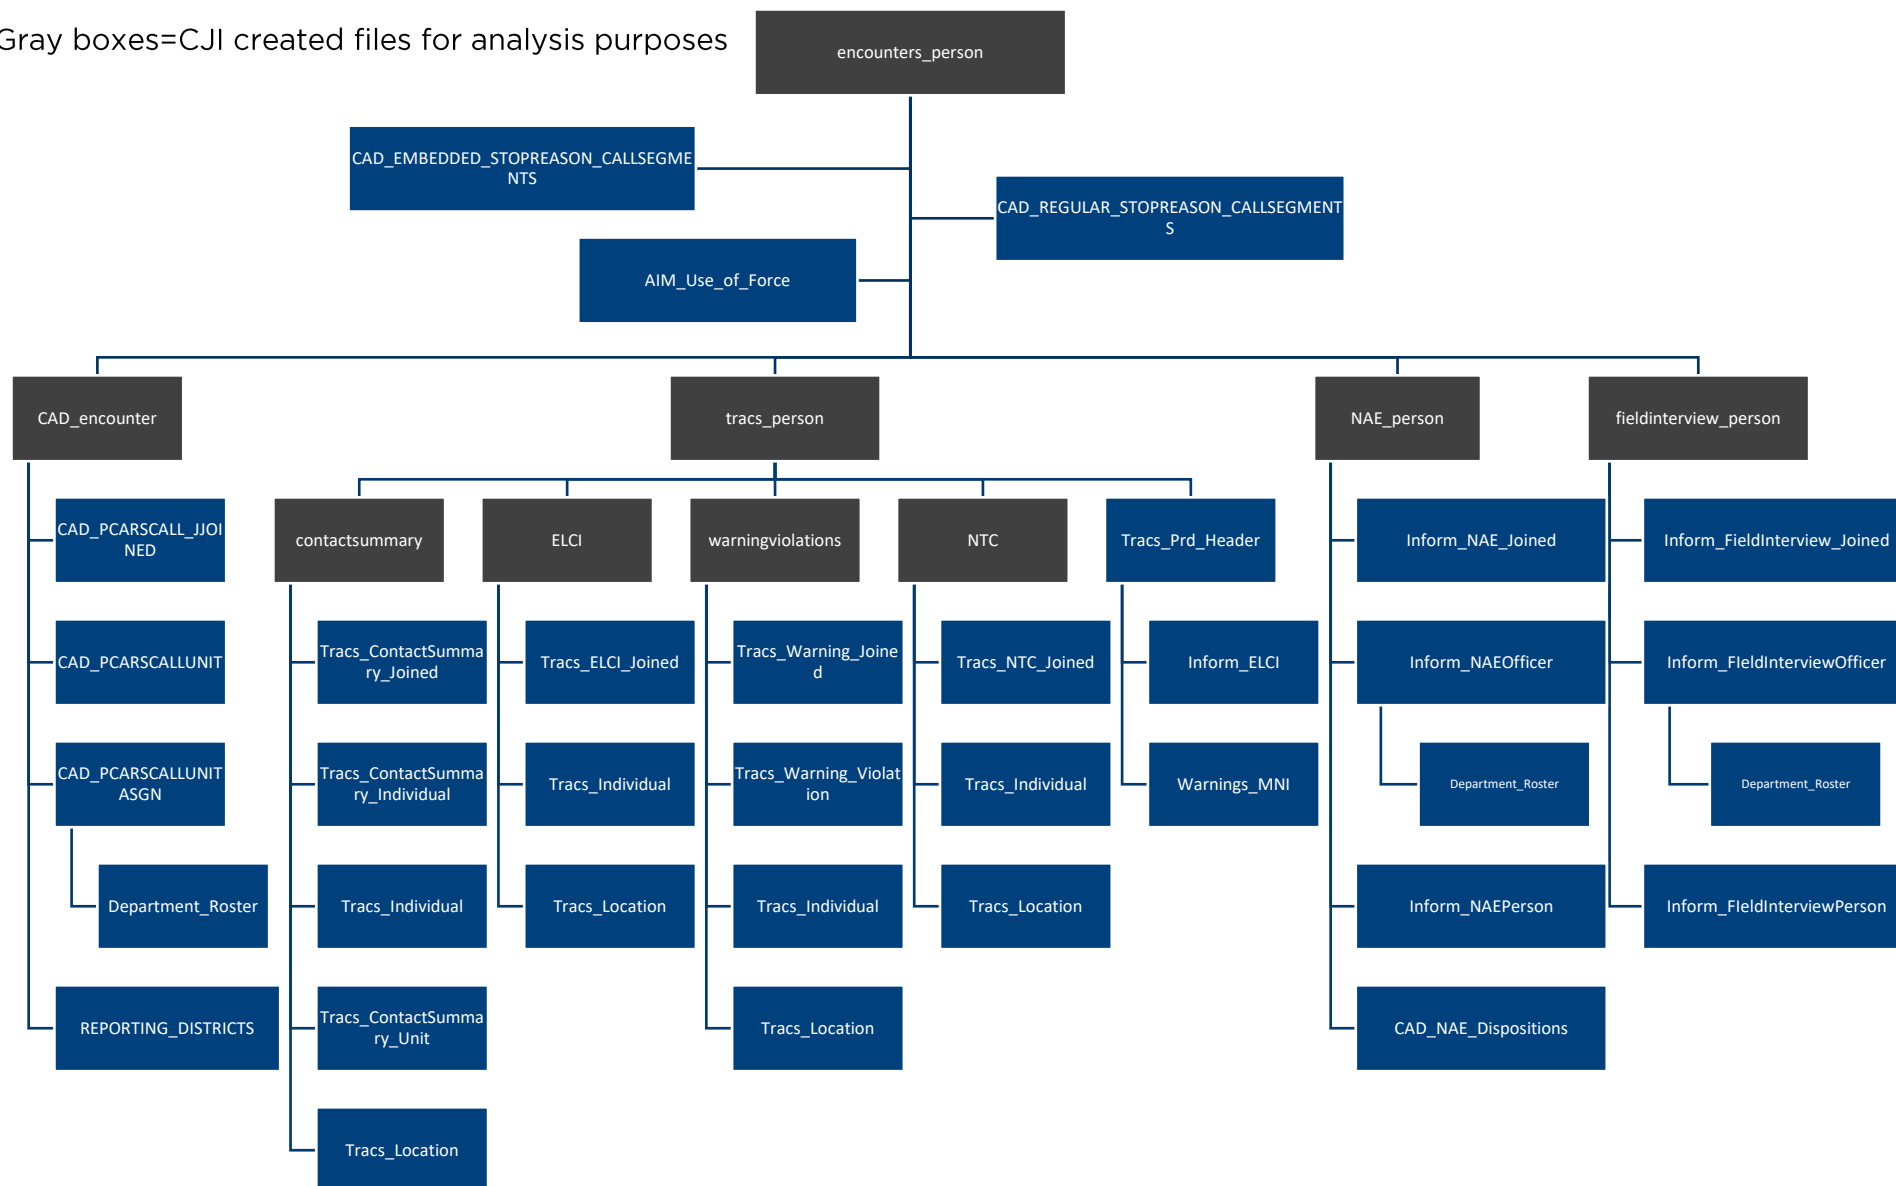 Gray boxes=CJI created files for analysis purposes
encounters_person
CAD_EMBEDDED_STOPREASON_CALLSEGME
NTS
CAD_REGULAR_STOPREASON_CALLSEGMENT
S
AIM_Use_of_Force
CAD_encounter
tracs_person
NAE_person
fieldinterview_person
CAD_PCARSCALL_JJOI
NED
contactsummary
ELCI
warningviolations
NTC
Tracs_Prd_Header
Inform_NAE_Joined
Inform_FieldInterview_Joined
CAD_PCARSCALLUNIT
Tracs_ContactSumma
ry_Joined
Tracs_ELCI_Joined
Tracs_Warning_Joine
d
Tracs_NTC_Joined
Inform_ELCI
Inform_NAEOfficer
Inform_FIeldInterviewOfficer
CAD_PCARSCALLUNIT
ASGN
Tracs_ContactSumma
ry_Individual
Tracs_Individual
Tracs_Warning_Violat
ion
Tracs_Individual
Warnings_MNI
Department_Roster
Department_Roster
Department_Roster
Tracs_Individual
Tracs_Location
Tracs_Individual
Tracs_Location
Inform_NAEPerson
Inform_FIeldInterviewPerson
REPORTING_DISTRICTS
Tracs_ContactSumma
ry_Unit
Tracs_Location
CAD_NAE_Dispositions
Tracs_Location